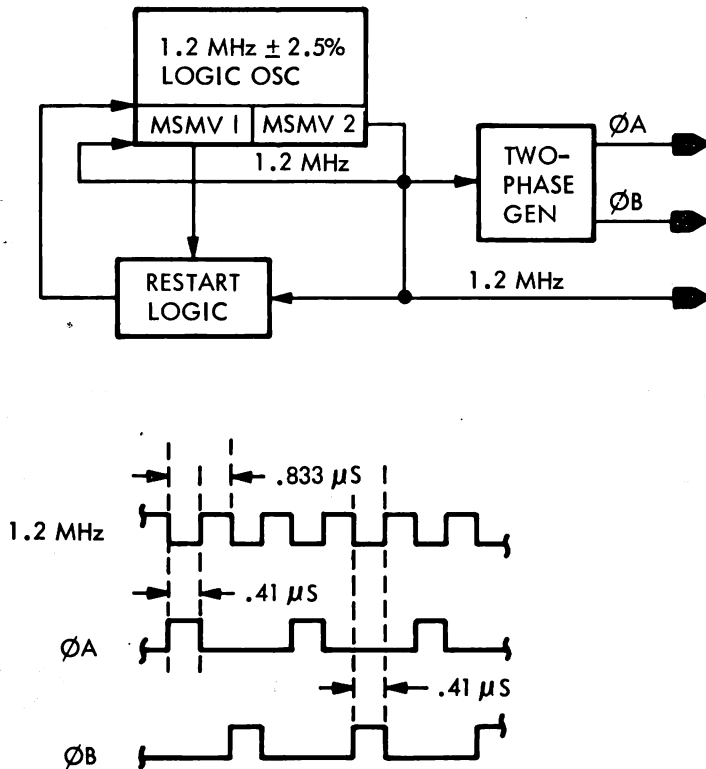 1.2 MHz ± 2.5%
LOGIC OSC
MSMV 1
MSMV 2
1.2 MHz
TWO-
PHASE
GEN
ØA
ØB
RESTART
LOGIC
1.2 MHz
.833 µS
1.2 MHz
.41 µS
ØA
.41 µS
ØB